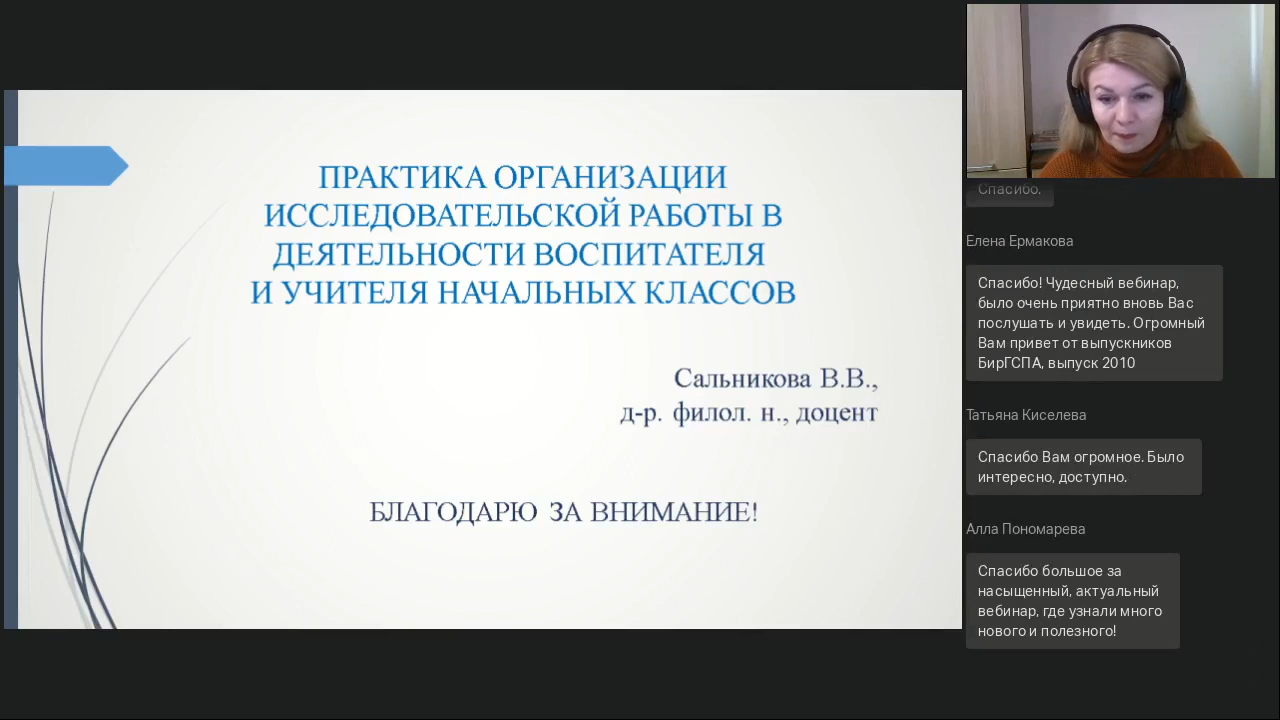 ПРАКТИКА ОРГАНИЗАЦИИ
ИССЛЕДОВАТЕЛЬСКОЙ РАБОТЫ В
ДЕЯТЕЛЬНОСТИ ВОСПИТАТЕЛЯ
И УЧИТЕЛЯ НАЧАЛЬНЫХ КЛАССОВ
Сальникова В.В.,
д-р. филол. н., доцент
БЛАГОДАРЮ ЗА ВНИМАНИЕ!
Спасибо.
Елена Ермакова
Спасибо! Чудесный вебинар,
было очень приятно вновь Вас
послушать и увидеть. Огромный
Вам привет от выпускников
БирГСПА, выпуск 2010
Татьяна Киселева
Спасибо Вам огромное. Было
интересно, доступно.
Алла Пономарева
Спасибо большое за
насыщенный, актуальный
вебинар, где узнали много
нового и полезного!